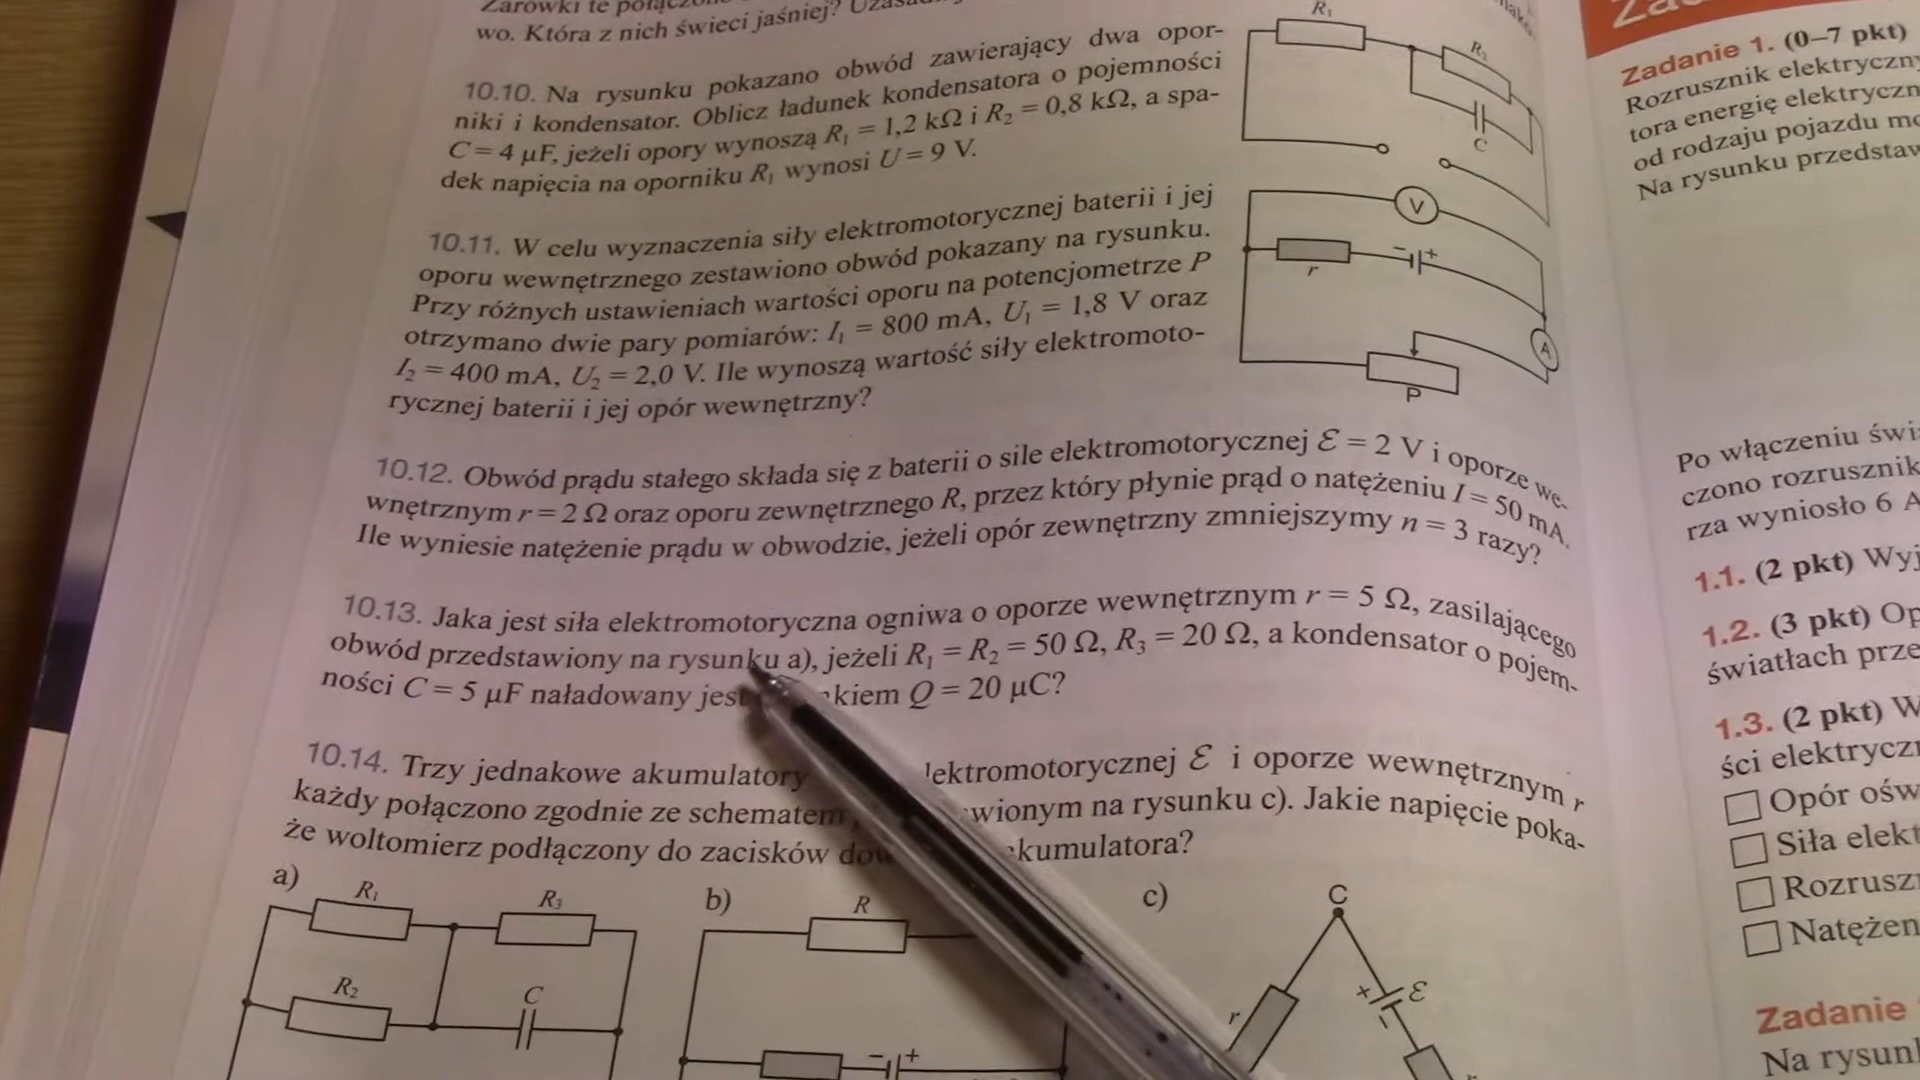 Żarówki te
wo. Która z nich świeci jaśniej?
10.10. Na rysunku pokazano obwód zawierający dwa opor-
niki i kondensator. Oblicz ładunek kondensatora o pojemności
C = 4 μF, jeżeli opory wynoszą R₁ = 1,2 kΩ i R₂ = 0,8 kΩ, a spa-
dek napięcia na oporniku R₁ wynosi U = 9 V.
R₁
R₂
C
10.11. W celu wyznaczenia siły elektromotorycznej baterii i jej
oporu wewnętrznego zestawiono obwód pokazany na rysunku.
Przy różnych ustawieniach wartości oporu na potencjometrze P
otrzymano dwie pary pomiarów: I₁ = 800 mA, U₁ = 1,8 V oraz
I₂ = 400 mA, U₂ = 2,0 V. Ile wynoszą wartość siły elektromoto-
rycznej baterii i jej opór wewnętrzny?
V
r
- +
A
P
10.12. Obwód prądu stałego składa się z baterii o sile elektromotorycznej ℰ = 2 V i oporze we-
wnętrznym r = 2 Ω oraz oporu zewnętrznego R, przez który płynie prąd o natężeniu I = 50 mA.
Ile wyniesie natężenie prądu w obwodzie, jeżeli opór zewnętrzny zmniejszymy n = 3 razy?
10.13. Jaka jest siła elektromotoryczna ogniwa o oporze wewnętrznym r = 5 Ω, zasilającego
obwód przedstawiony na rysunku a), jeżeli R₁ = R₂ = 50 Ω, R₃ = 20 Ω, a kondensator o pojem-
ności C = 5 μF naładowany jest kiem Q = 20 μC?
10.14. Trzy jednakowe akumulatory lektromotorycznej ℰ i oporze wewnętrznym r
każdy połączono zgodnie ze schematem wionym na rysunku c). Jakie napięcie poka-
że woltomierz podłączony do zacisków kumulatora?
a)
R₁
R₃
R₂
C
b)
R
- +
c)
C
r
+ ℰ
-
r
Zadanie 1. (0–7 pkt)
Rozrusznik elektryczny
tora energię elektryczn
od rodzaju pojazdu mo
Na rysunku przedstaw
Po włączeniu świ
czono rozrusznik
rza wyniosło 6 A
1.1. (2 pkt) Wyj
1.2. (3 pkt) Op
światłach prze
1.3. (2 pkt) W
ści elektrycz
Opór ośw
Siła elekt
Rozrusz
Natężen
Zadanie
Na rysun